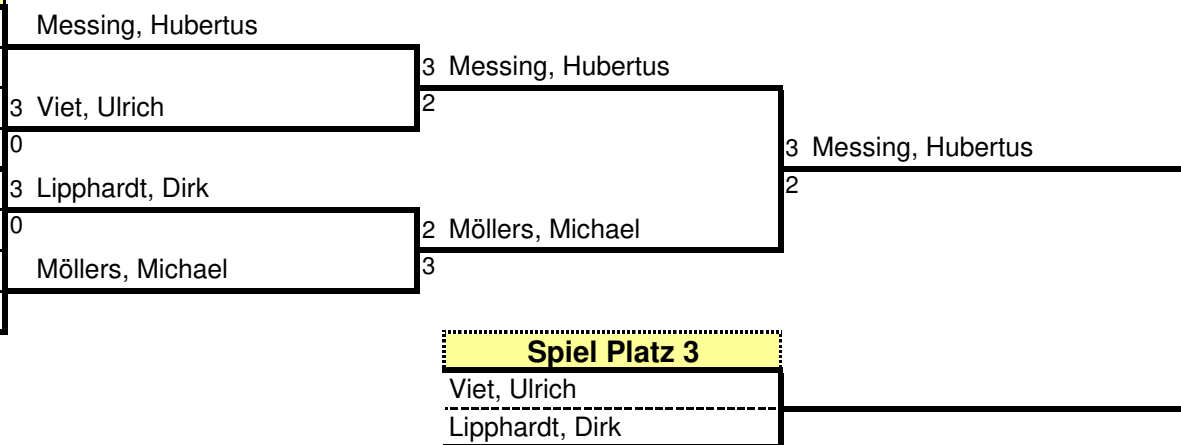 Messing, Hubertus
3 Messing, Hubertus
3 Viet, Ulrich
2
0
3 Messing, Hubertus
3 Lipphardt, Dirk
2
0
2 Möllers, Michael
Möllers, Michael
3
Spiel Platz 3
Viet, Ulrich
Lipphardt, Dirk